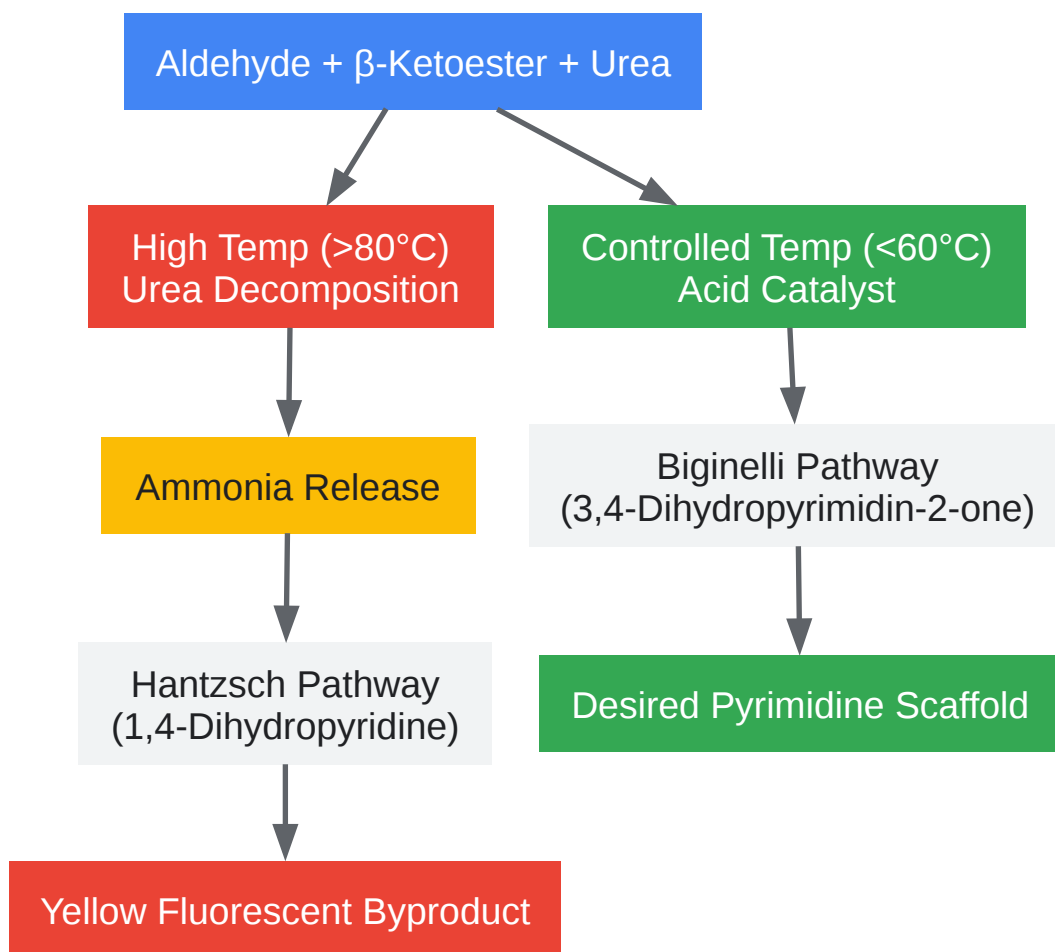 Aldehyde + β-Ketoester + Urea
High Temp (>80°C)
Urea Decomposition
Controlled Temp (<60°C)
Acid Catalyst
Ammonia Release
Biginelli Pathway
(3,4-Dihydropyrimidin-2-one)
Hantzsch Pathway
(1,4-Dihydropyridine)
Desired Pyrimidine Scaffold
Yellow Fluorescent Byproduct